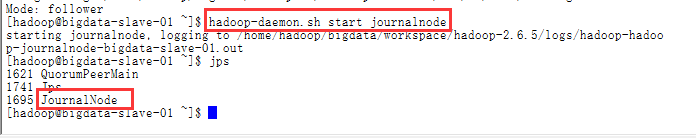 Mode: follower
[hadoop@bigdata-slave-01 ~]$ hadoop-daemon.sh start journalnode
starting journalnode, logging to /home/hadoop/bigdata/workspace/hadoop-2.6.5/logs/hadoop-hadoo
p-journalnode-bigdata-slave-01.out
[hadoop@bigdata-slave-01 ~]$ jps
1621 QuorumPeerMain
1741 Jps
1695 JournalNode
[hadoop@bigdata-slave-01 ~]$